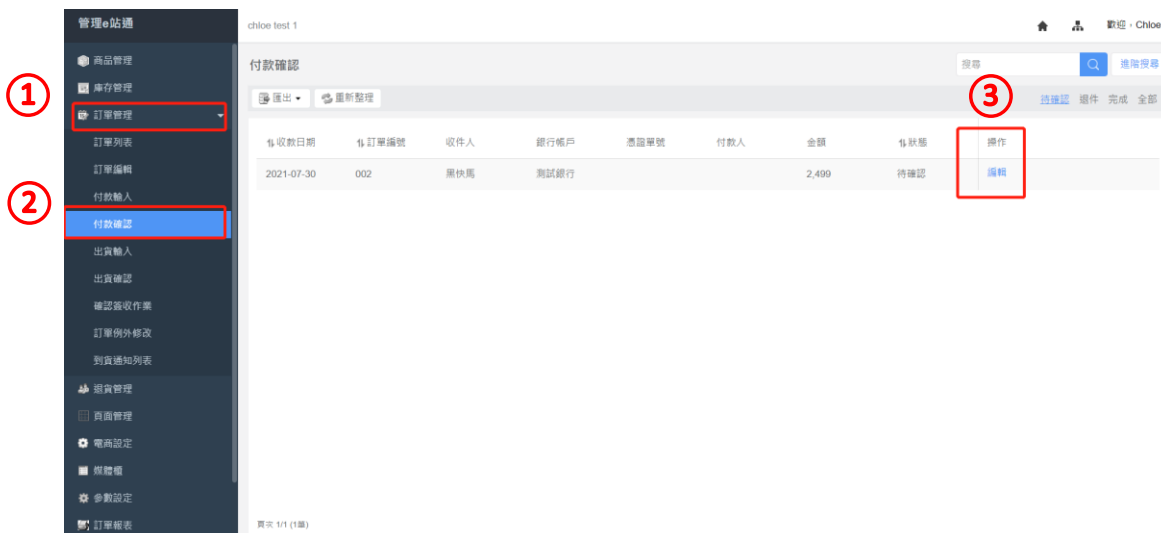 管理e站通
chloe test 1
歡迎，Chloe
商品管理
庫存管理
訂單管理
訂單列表
訂單編輯
付款輸入
付款確認
出貨輸入
出貨確認
確認簽收作業
訂單例外修改
到貨通知列表
退貨管理
頁面管理
電商設定
媒體櫃
參數設定
訂單報表
①
②
付款確認
搜尋
進階搜尋
匯出 重新整理
③
待確認 退件 完成 全部
收款日期 訂單編號 收件人 銀行帳戶 憑證單號 付款人 金額 狀態 操作
2021-07-30 002 黑快馬 測試銀行 2,499 待確認 編輯
頁次 1/1 (1筆)